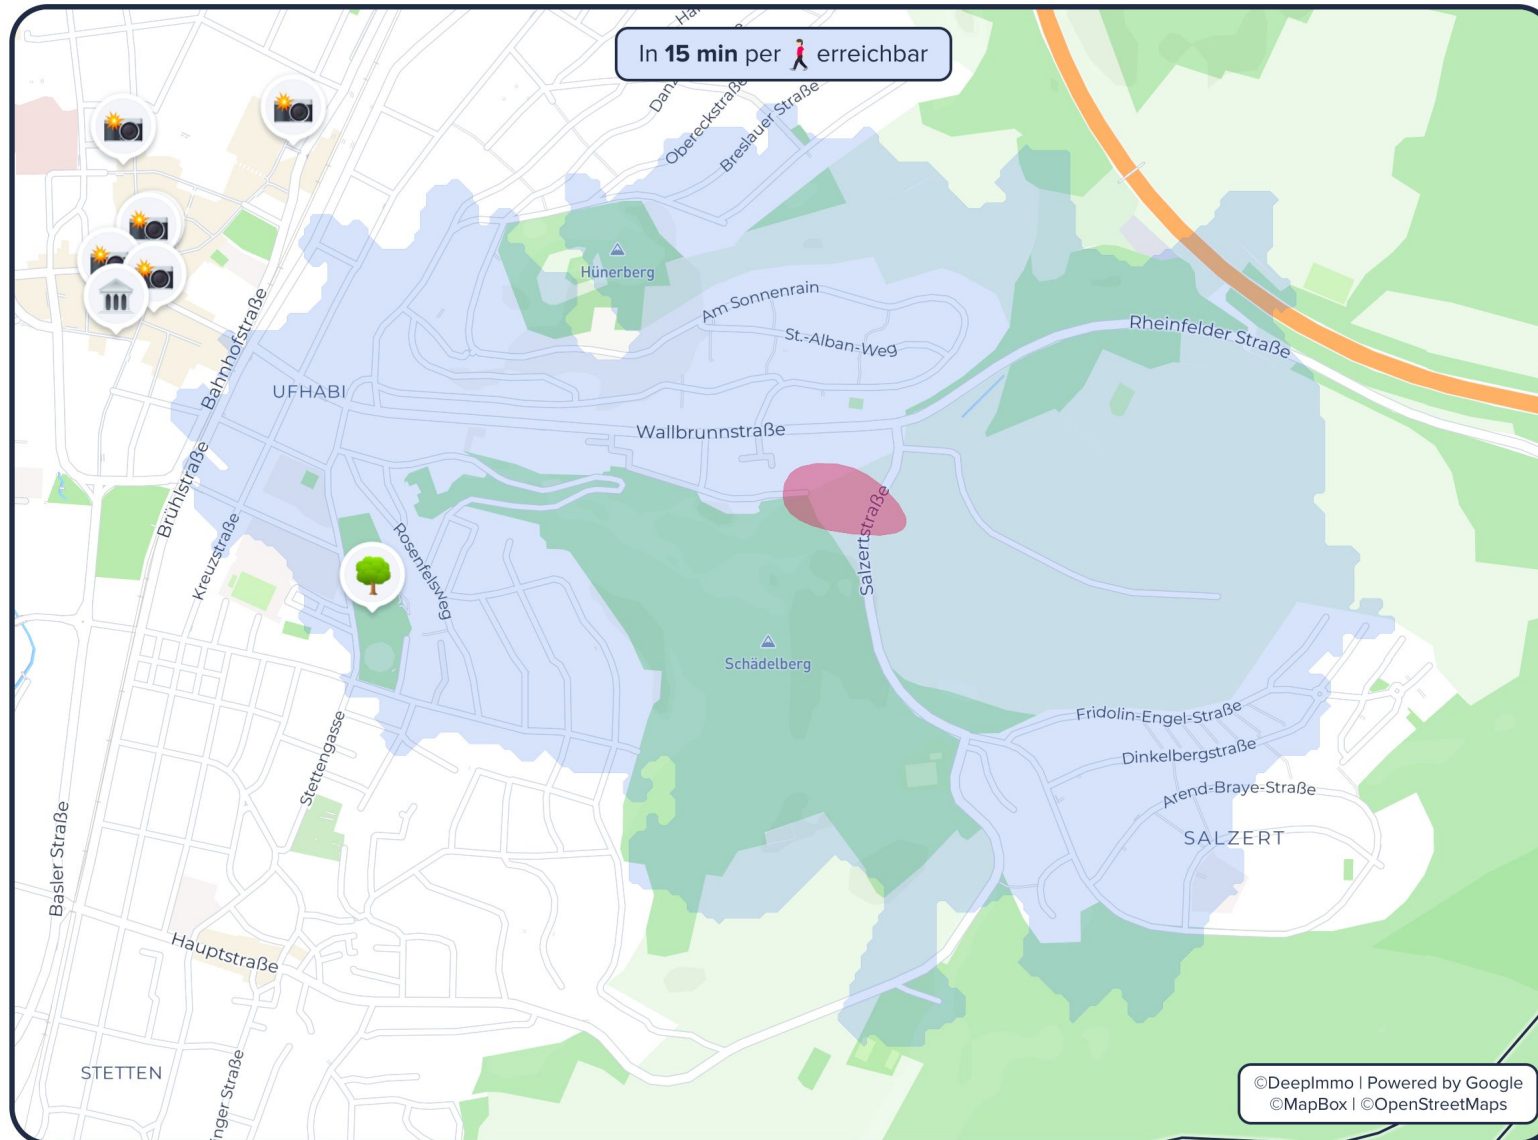 In 15 min per erreichbar
Obereckstraße
Breslauer Straße
Hünerberg
Am Sonnenrain
St.-Alban-Weg
Rheinfelder Straße
Bahnhofstraße
UFHABI
Wallbrunnstraße
Brühlstraße
Kreuzstraße
Rosenfelsweg
Salzertstraße
Schädelberg
Stettengasse
Fridolin-Engel-Straße
Dinkelbergstraße
Arend-Braye-Straße
SALZERT
Basler Straße
Hauptstraße
STETTEN
©DeepImmo | Powered by Google
©MapBox | ©OpenStreetMaps